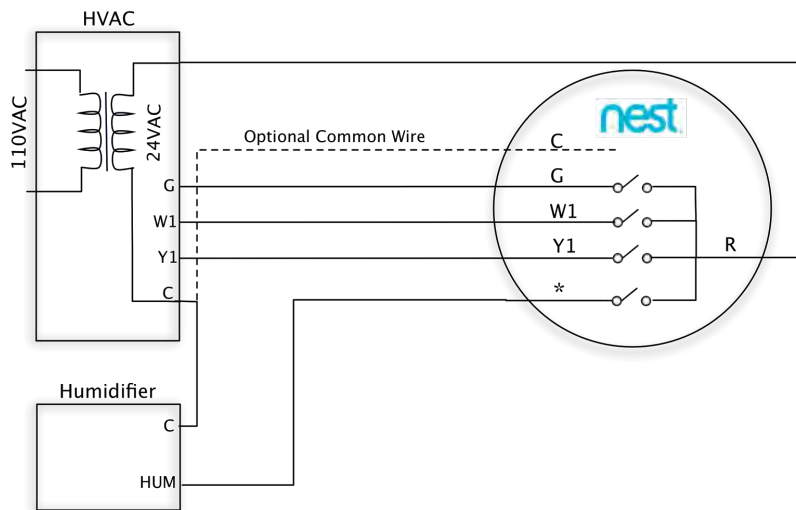 HVAC
110VAC
24VAC
nest
Optional Common Wire
C
G
G
W1
W1
Y1
Y1
R
C
*
Humidifier
C
HUM